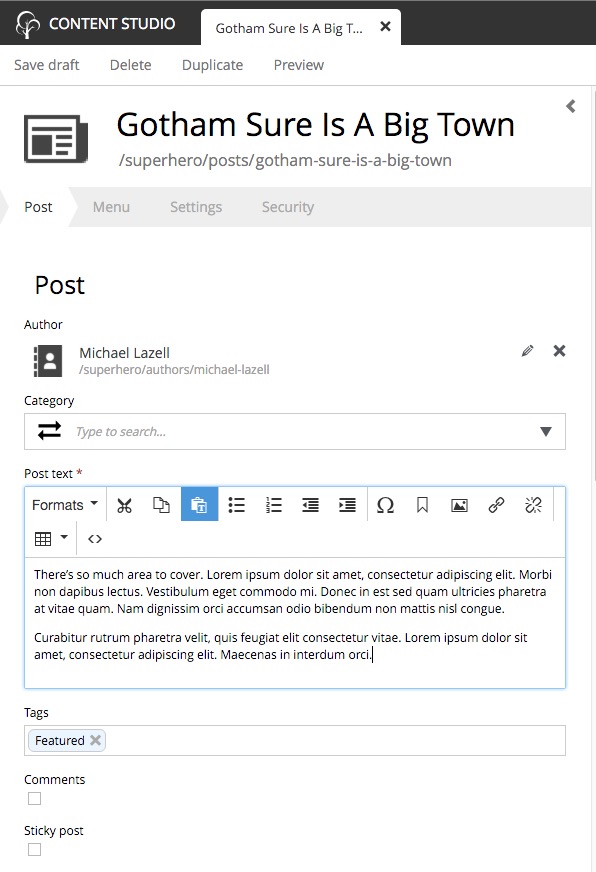 CONTENT STUDIO
Gotham Sure Is A Big T...
Save draft Delete Duplicate Preview
Gotham Sure Is A Big Town
/superhero/posts/gotham-sure-is-a-big-town
Post Menu Settings Security
Post
Author
Michael Lazell
/superhero/authors/michael-lazell
Category
Type to search...
Post text *
Formats
There's so much area to cover. Lorem ipsum dolor sit amet, consectetur adipiscing elit. Morbi
non dapibus lectus. Vestibulum eget commodo mi. Donec in est sed quam ultricies pharetra
at vitae quam. Nam dignissim orci accumsan odio bibendum non mattis nisl congue.
Curabitur rutrum pharetra velit, quis feugiat elit consectetur vitae. Lorem ipsum dolor sit
amet, consectetur adipiscing elit. Maecenas in interdum orci.
Tags
Featured
Comments
Sticky post